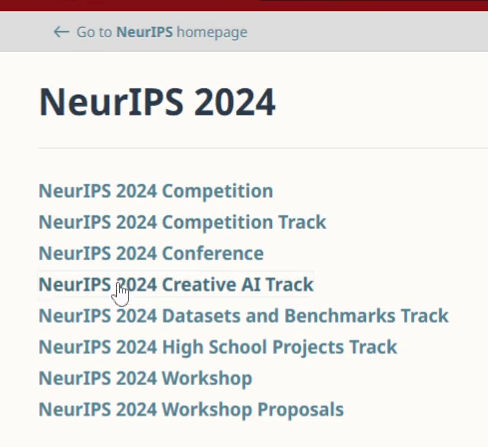 ← Go to NeurIPS homepage
NeurIPS 2024
NeurIPS 2024 Competition
NeurIPS 2024 Competition Track
NeurIPS 2024 Conference
NeurIPS 2024 Creative AI Track
NeurIPS 2024 Datasets and Benchmarks Track
NeurIPS 2024 High School Projects Track
NeurIPS 2024 Workshop
NeurIPS 2024 Workshop Proposals